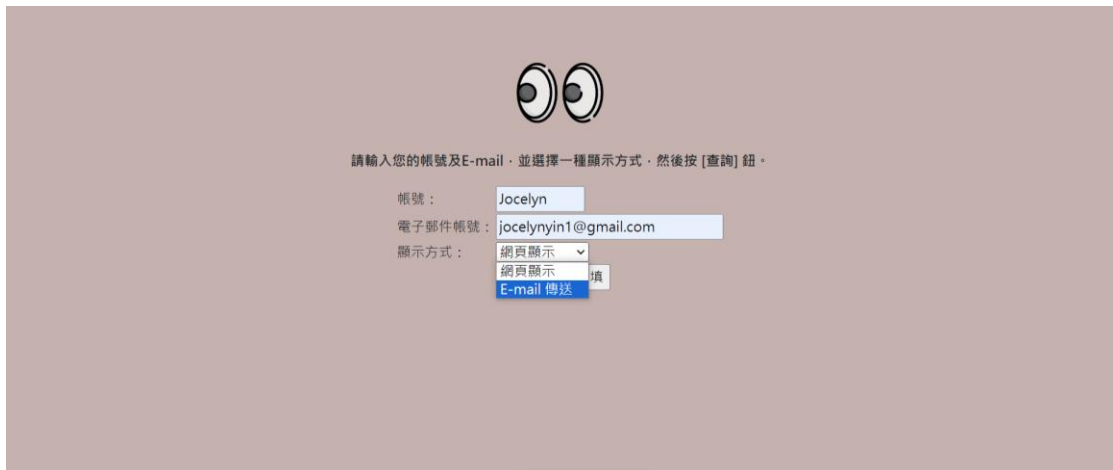 請輸入您的帳號及E-mail，並選擇一種顯示方式，然後按 [查詢] 鈕。
帳號： Jocelyn
電子郵件帳號： jocelynyin1@gmail.com
顯示方式： 網頁顯示
網頁顯示
填
E-mail 傳送